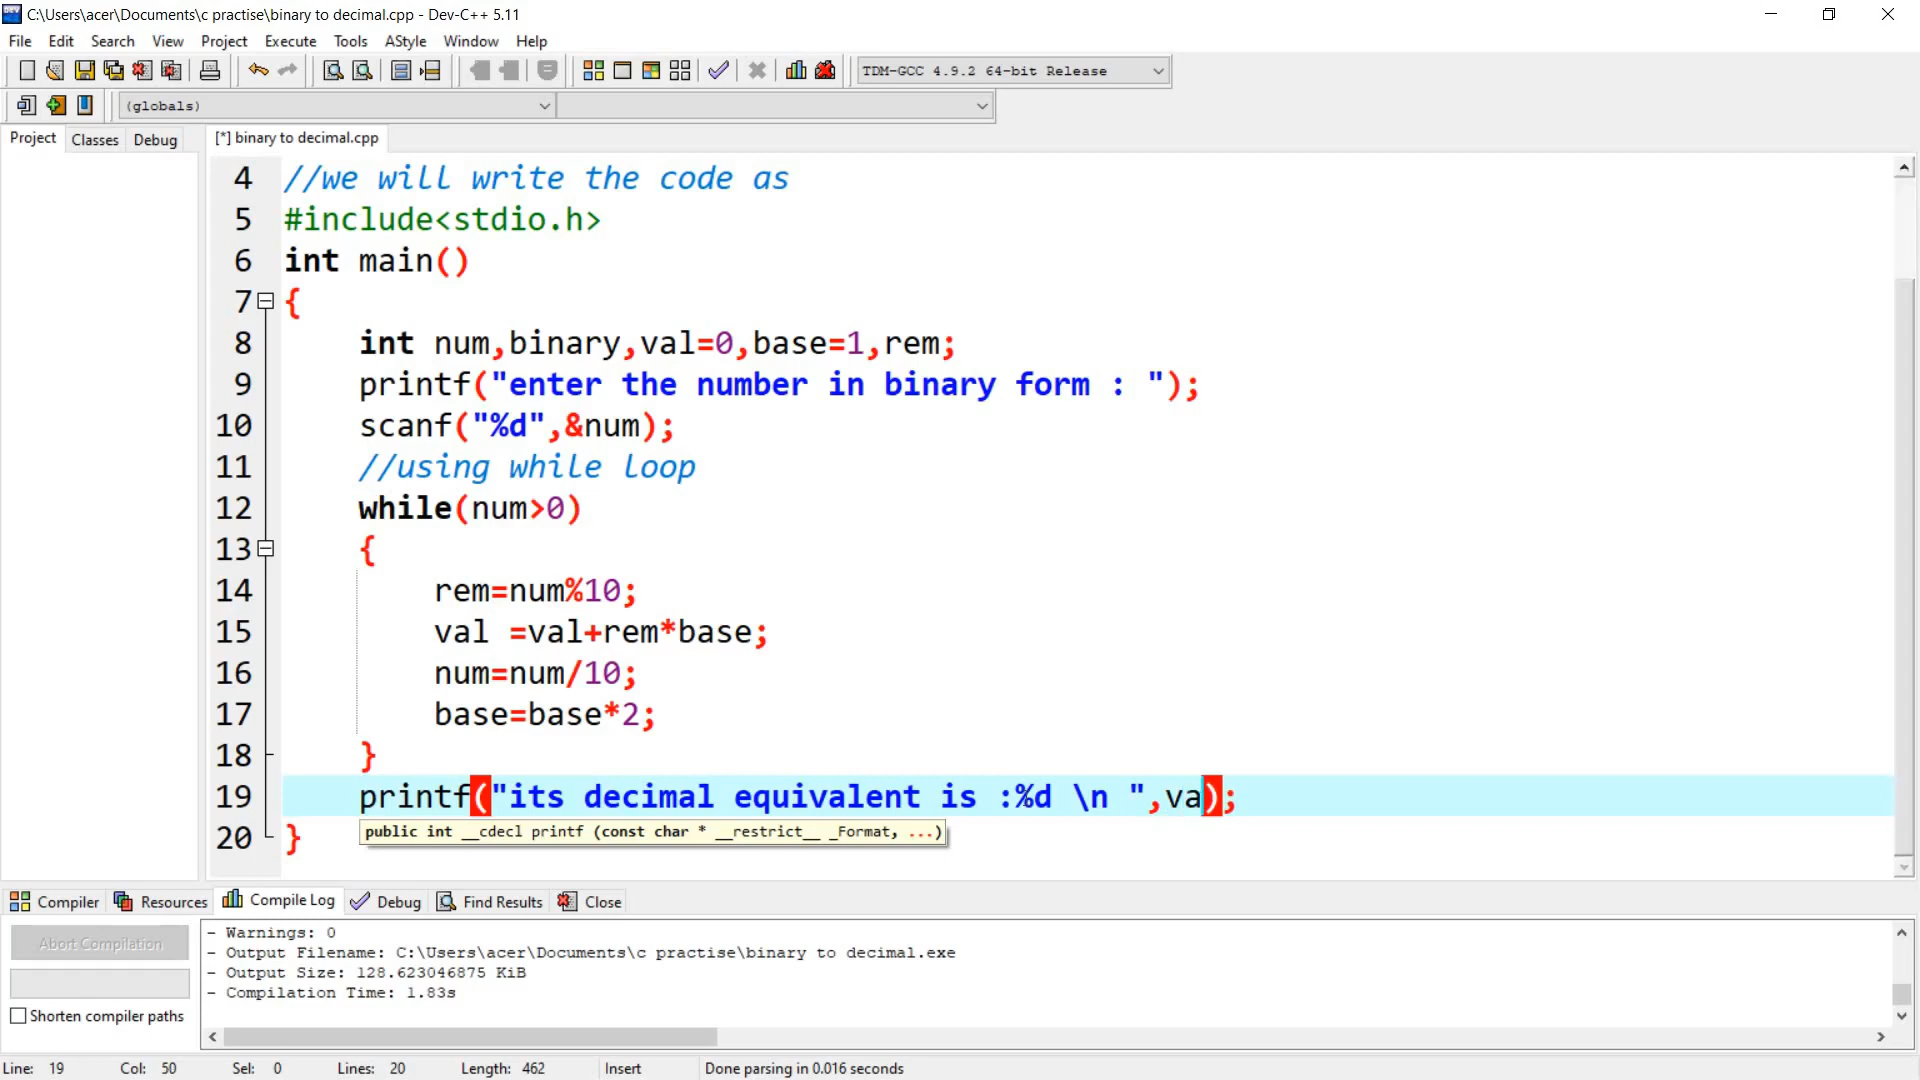 C:\Users\acer\Documents\c practise\binary to decimal.cpp - Dev-C++ 5.11
File Edit Search View Project Execute Tools AStyle Window Help
TDM-GCC 4.9.2 64-bit Release
(globals)
Project Classes Debug [*] binary to decimal.cpp
4 //we will write the code as
5 #include<stdio.h>
6 int main()
7 {
8 int num,binary,val=0,base=1,rem;
9 printf("enter the number in binary form : ");
10 scanf("%d",&num);
11 //using while loop
12 while(num>0)
13 {
14 rem=num%10;
15 val =val+rem*base;
16 num=num/10;
17 base=base*2;
18 }
19 printf("its decimal equivalent is :%d \n ",va);
20 }
public int __cdecl printf (const char * __restrict__ _Format, ...)
Compiler Resources Compile Log Debug Find Results Close
Abort Compilation
Shorten compiler paths
- Warnings: 0
- Output Filename: C:\Users\acer\Documents\c practise\binary to decimal.exe
- Output Size: 128.623046875 KiB
- Compilation Time: 1.83s
Line: 19 Col: 50 Sel: 0 Lines: 20 Length: 462 Insert Done parsing in 0.016 seconds